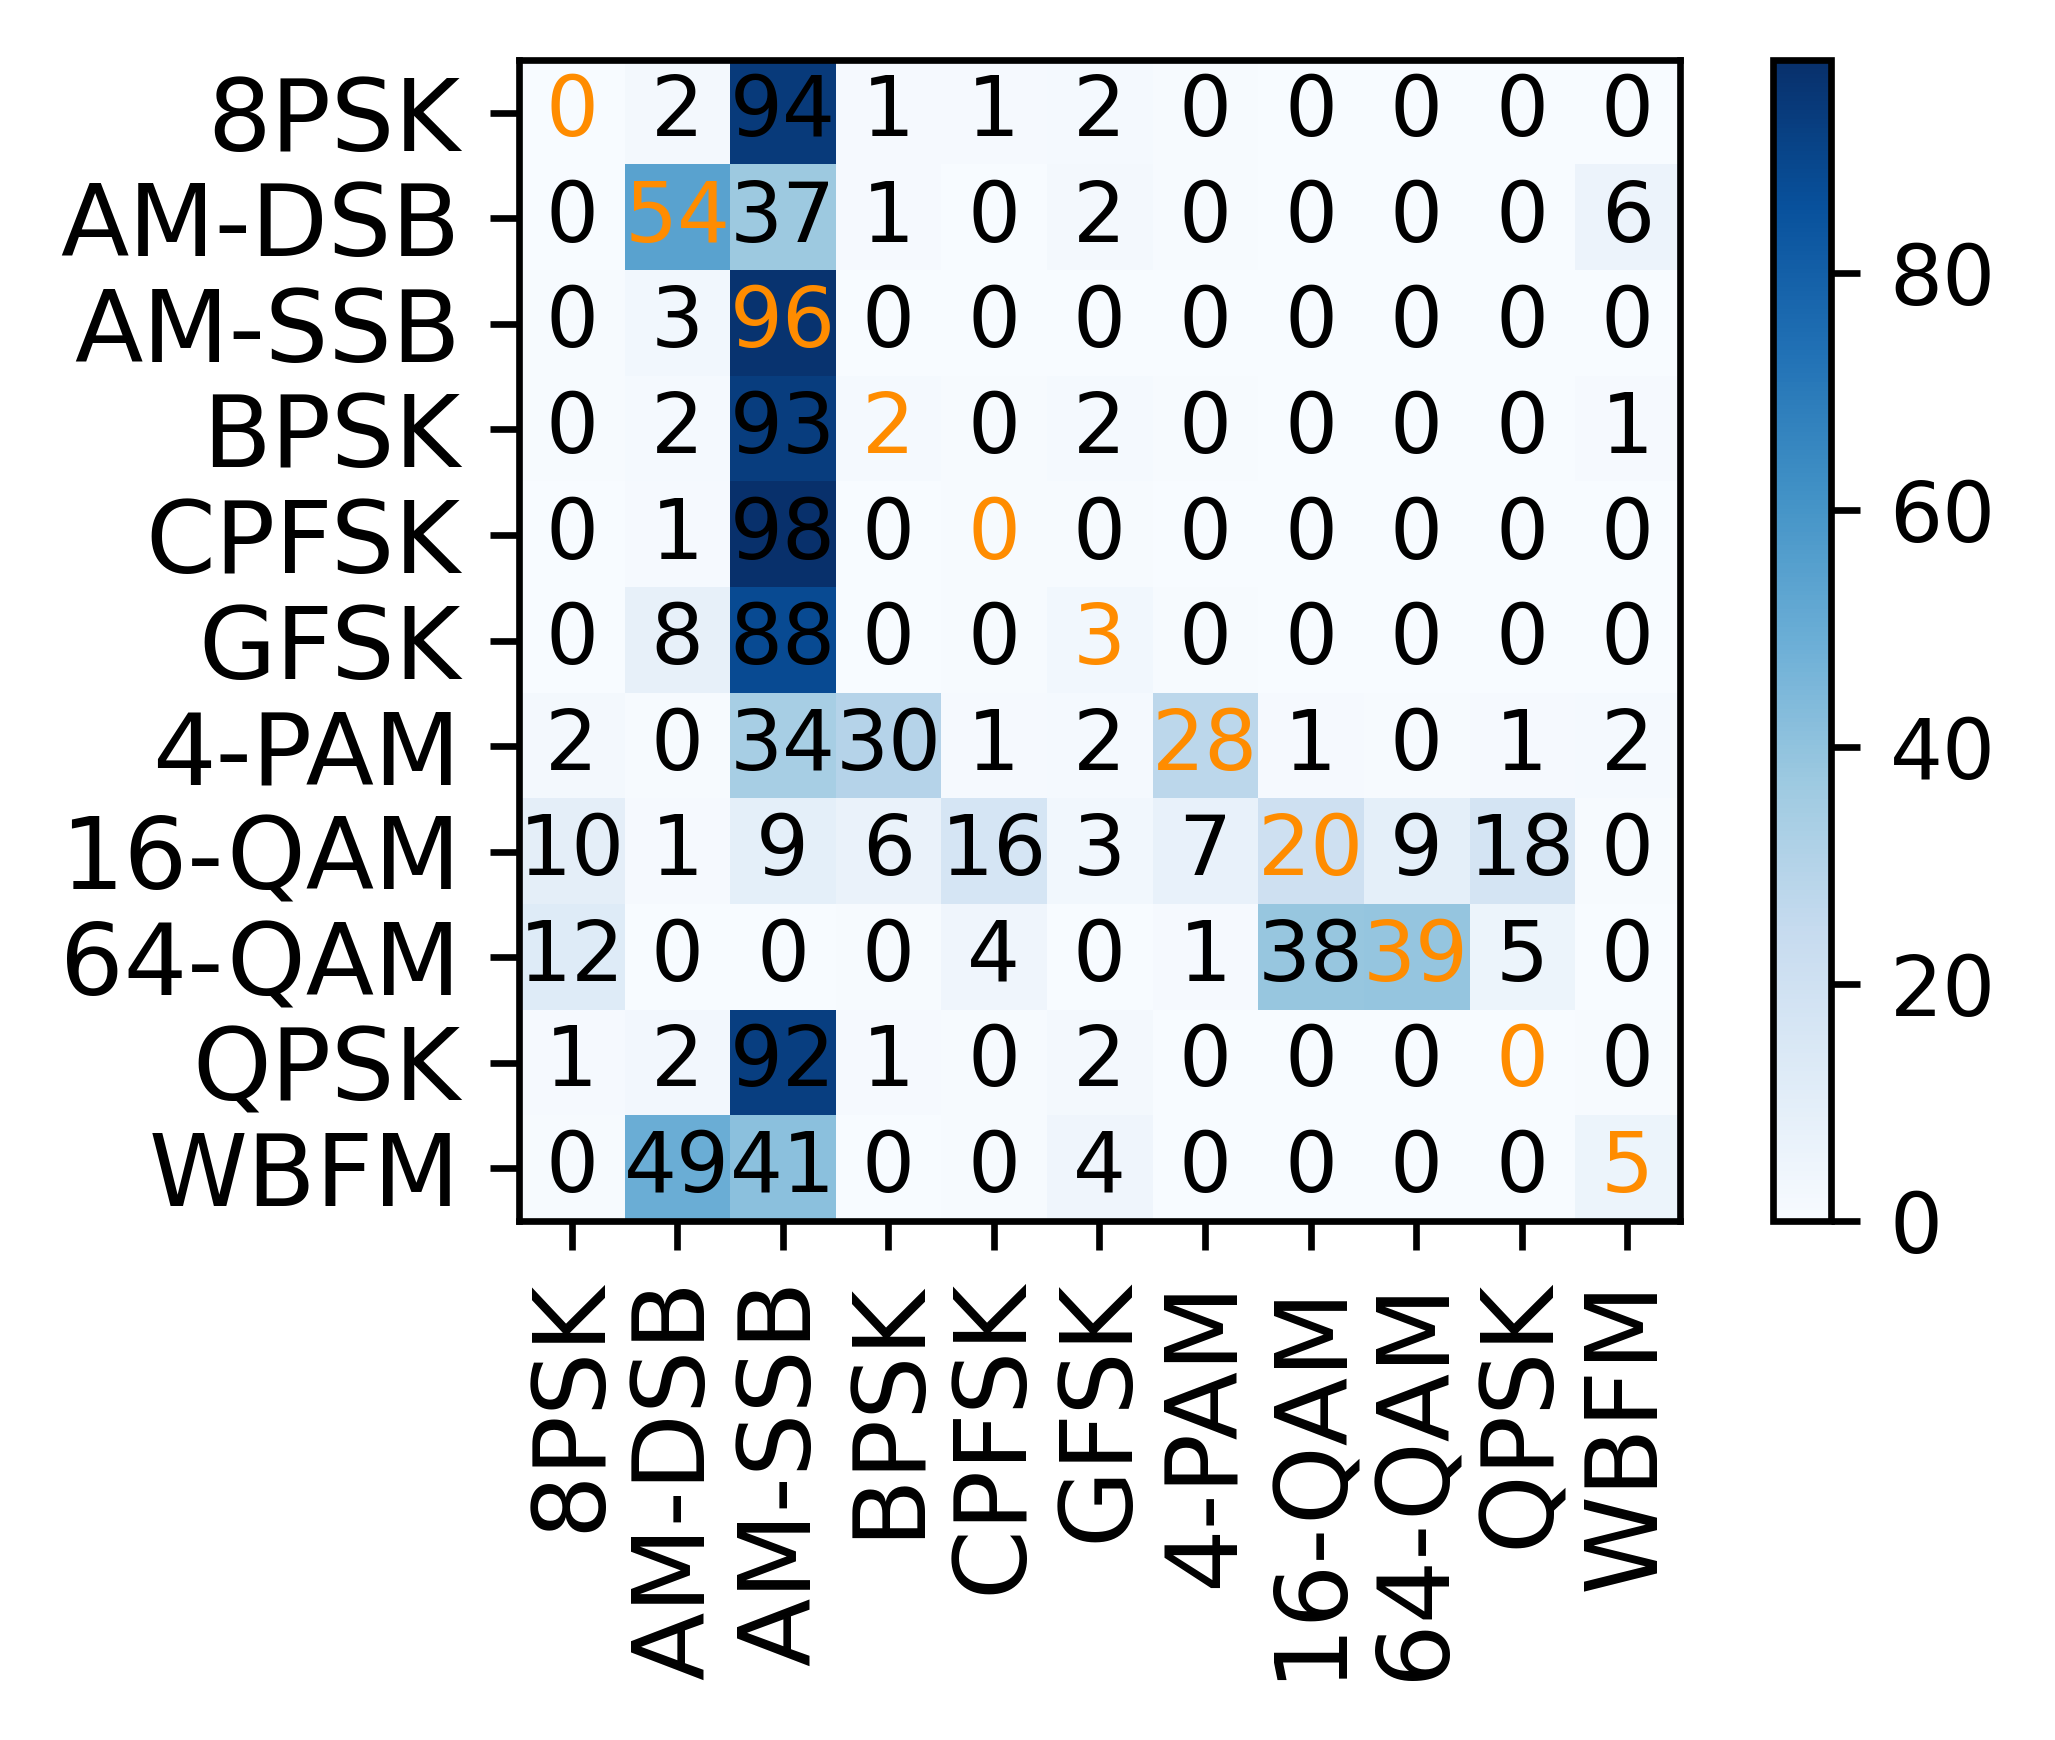 8PSK 0 2 94 1 1 2 0 0 0 0 0
AM-DSB 0 54 37 1 0 2 0 0 0 0 6
AM-SSB 0 3 96 0 0 0 0 0 0 0 0
BPSK 0 2 93 2 0 2 0 0 0 0 1
CPFSK 0 1 98 0 0 0 0 0 0 0 0
GFSK 0 8 88 0 0 3 0 0 0 0 0
4-PAM 2 0 34 30 1 2 28 1 0 1 2
16-QAM 10 1 9 6 16 3 7 20 9 18 0
64-QAM 12 0 0 0 4 0 1 38 39 5 0
QPSK 1 2 92 1 0 2 0 0 0 0 0
WBFM 0 49 41 0 0 4 0 0 0 0 5
8PSK
AM-DSB
AM-SSB
BPSK
CPFSK
GFSK
4-PAM
16-QAM
64-QAM
QPSK
WBFM
80
60
40
20
0